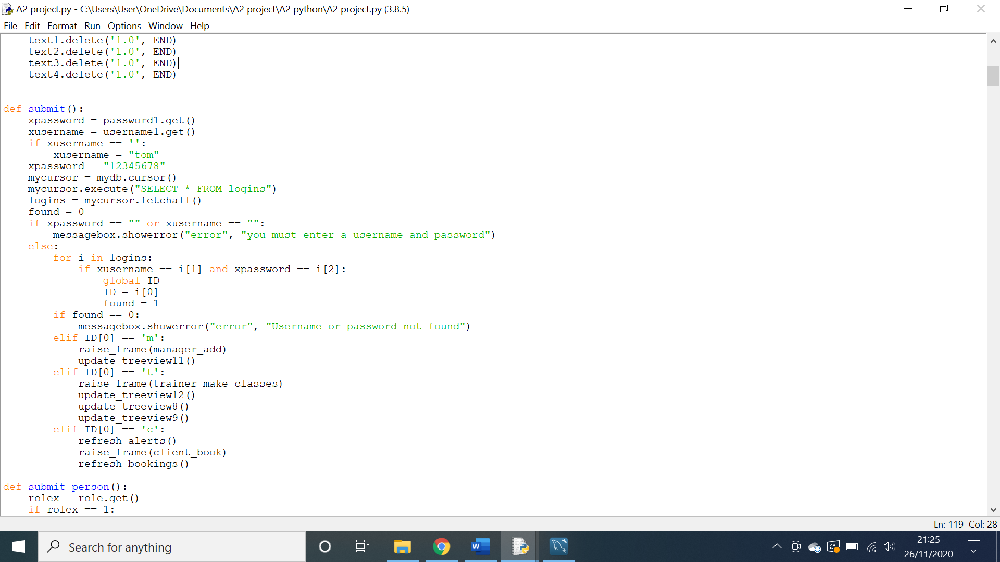 A2 project.py - C:\Users\User\OneDrive\Documents\A2 project\A2 python\A2 project.py (3.8.5)
File Edit Format Run Options Window Help
    text1.delete('1.0', END)
    text2.delete('1.0', END)
    text3.delete('1.0', END)
    text4.delete('1.0', END)
def submit():
    xpassword = password1.get()
    xusername = username1.get()
    if xusername == '':
        xusername = "tom"
    xpassword = "12345678"
    mycursor = mydb.cursor()
    mycursor.execute("SELECT * FROM logins")
    logins = mycursor.fetchall()
    found = 0
    if xpassword == "" or xusername == "":
        messagebox.showerror("error", "you must enter a username and password")
    else:
        for i in logins:
            if xusername == i[1] and xpassword == i[2]:
                global ID
                ID = i[0]
                found = 1
        if found == 0:
            messagebox.showerror("error", "Username or password not found")
        elif ID[0] == 'm':
            raise_frame(manager_add)
            update_treeview11()
        elif ID[0] == 't':
            raise_frame(trainer_make_classes)
            update_treeview12()
            update_treeview8()
            update_treeview9()
        elif ID[0] == 'c':
            refresh_alerts()
            raise_frame(client_book)
            refresh_bookings()
def submit_person():
    rolex = role.get()
    if rolex == 1:
Ln: 119 Col: 28
Search for anything
W
21:25
26/11/2020